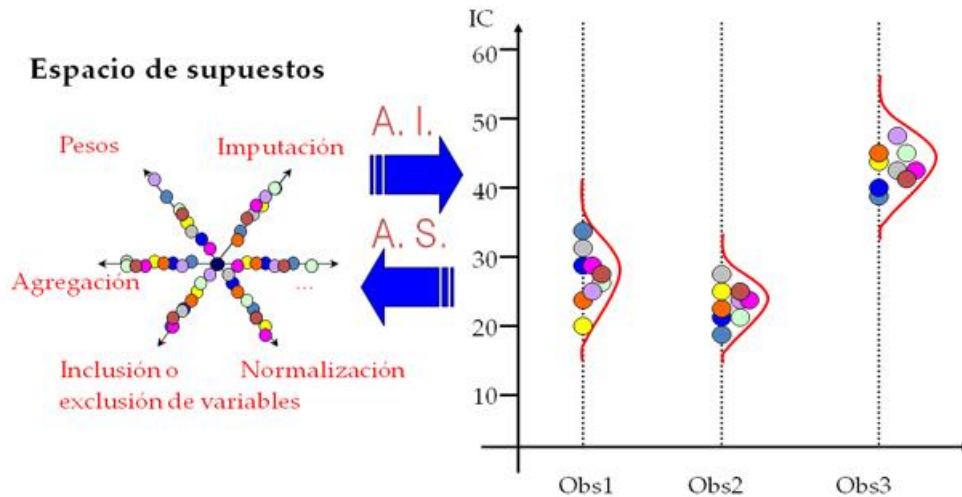 Espacio de supuestos
Pesos
Imputación
Agregación
...
Inclusión o
exclusión de variables
Normalización
A. I.
A. S.
IC
60
50
40
30
20
10
Obs1
Obs2
Obs3